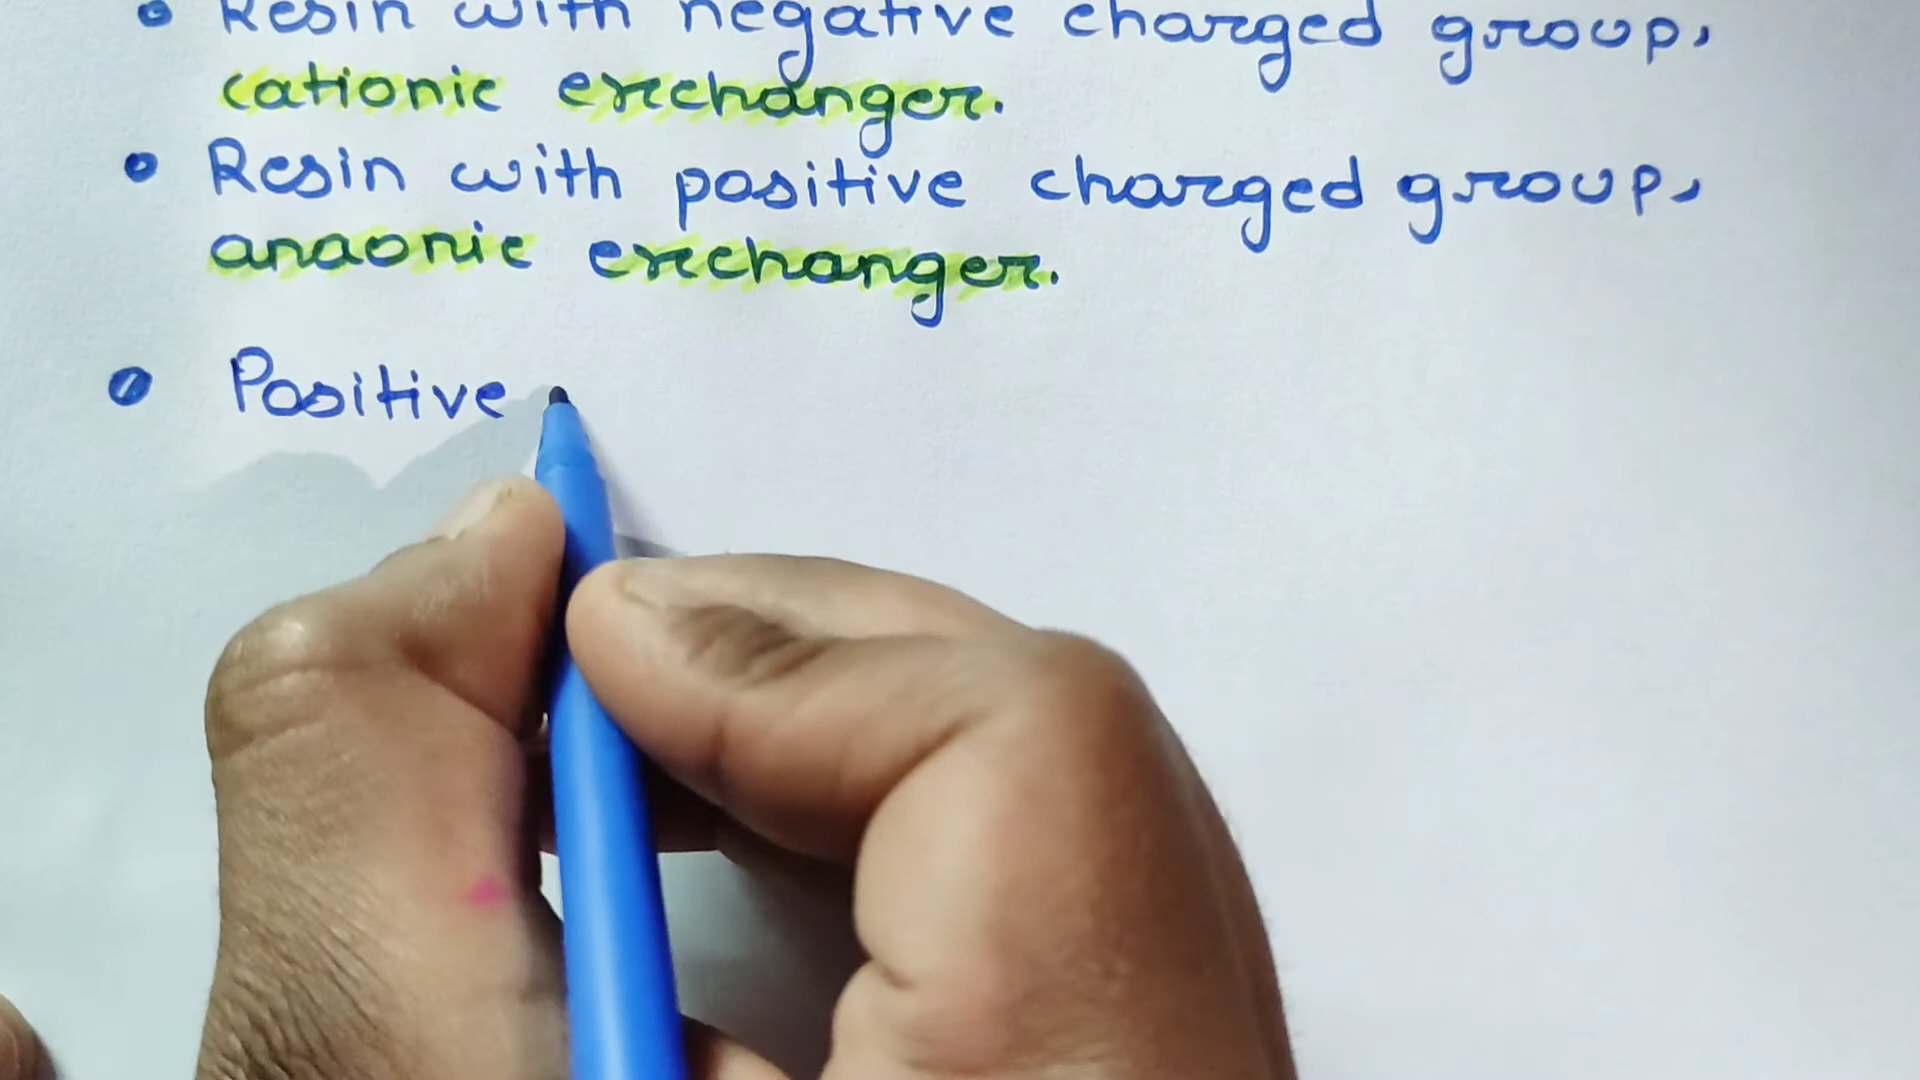 Resin with negative charged group,
cationic exchanger.
Resin with positive charged group,
anaonic exchanger.
Positive